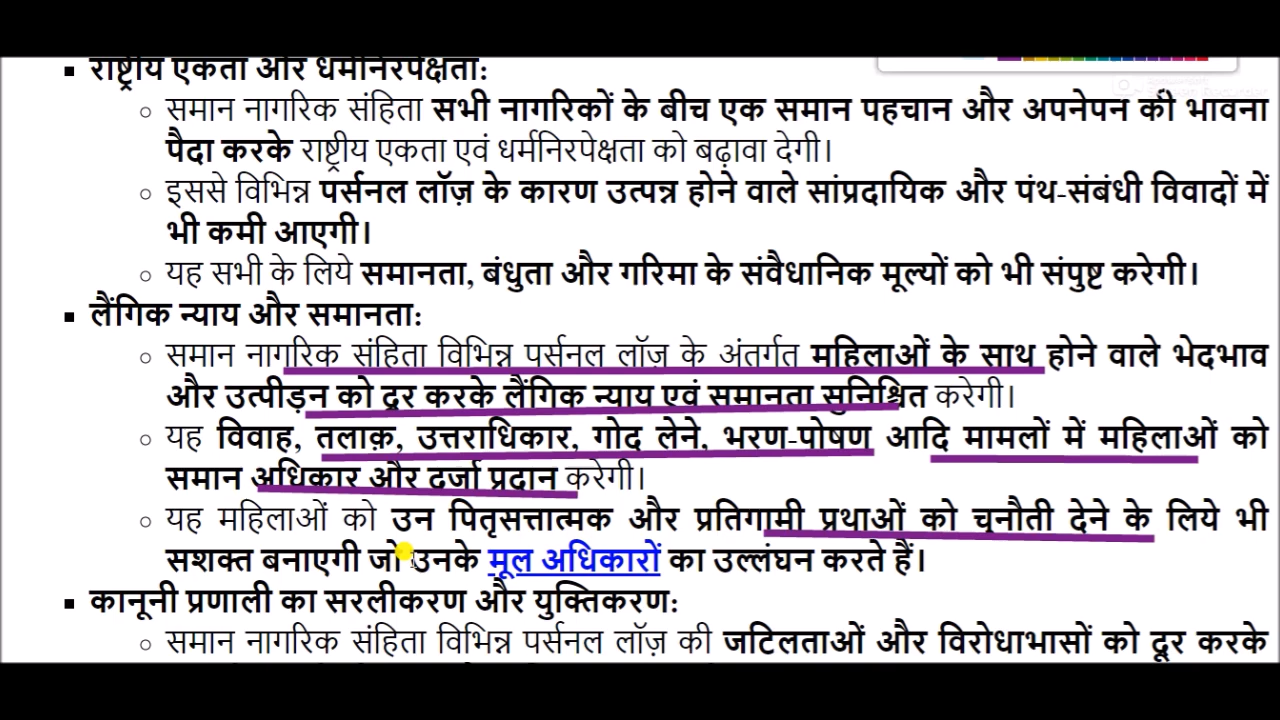 राष्ट्रीय एकता और धर्मनिरपेक्षता:
समान नागरिक संहिता सभी नागरिकों के बीच एक समान पहचान और अपनेपन की भावना
पैदा करके राष्ट्रीय एकता एवं धर्मनिरपेक्षता को बढ़ावा देगी।
इससे विभिन्न पर्सनल लॉज़ के कारण उत्पन्न होने वाले सांप्रदायिक और पंथ-संबंधी विवादों में
भी कमी आएगी।
यह सभी के लिये समानता, बंधुता और गरिमा के संवैधानिक मूल्यों को भी संपुष्ट करेगी।
लैंगिक न्याय और समानता:
समान नागरिक संहिता विभिन्न पर्सनल लॉज़ के अंतर्गत महिलाओं के साथ होने वाले भेदभाव
और उत्पीड़न को दूर करके लैंगिक न्याय एवं समानता सुनिश्चित करेगी।
यह विवाह, तलाक़, उत्तराधिकार, गोद लेने, भरण-पोषण आदि मामलों में महिलाओं को
समान अधिकार और दर्जा प्रदान करेगी।
यह महिलाओं को उन पितृसत्तात्मक और प्रतिगामी प्रथाओं को चुनौती देने के लिये भी
सशक्त बनाएगी जो उनके मूल अधिकारों का उल्लंघन करते हैं।
कानूनी प्रणाली का सरलीकरण और युक्तिकरण:
समान नागरिक संहिता विभिन्न पर्सनल लॉज़ की जटिलताओं और विरोधाभासों को दूर करके